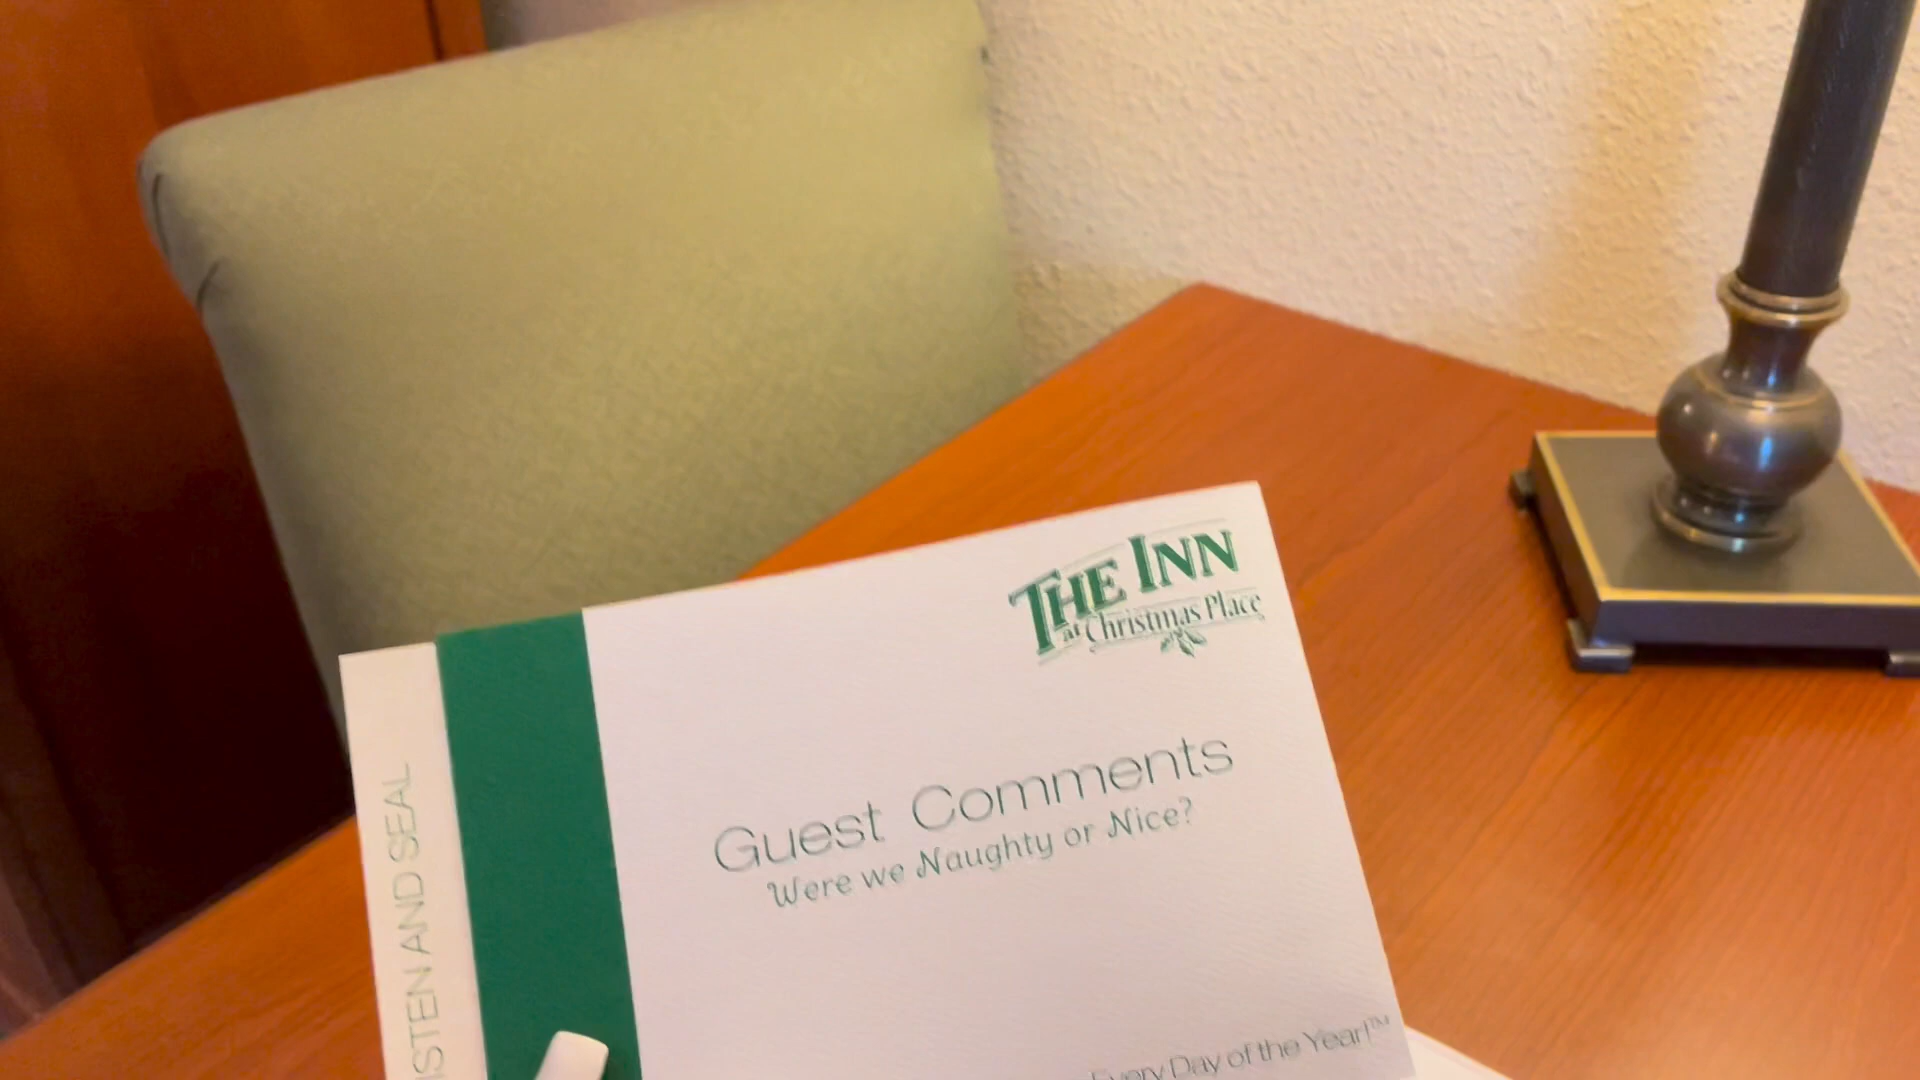 THE INN
at Christmas Place
Guest Comments
Were we Naughty or Nice?
Every Day of the Year!™
ISTEN AND SEAL